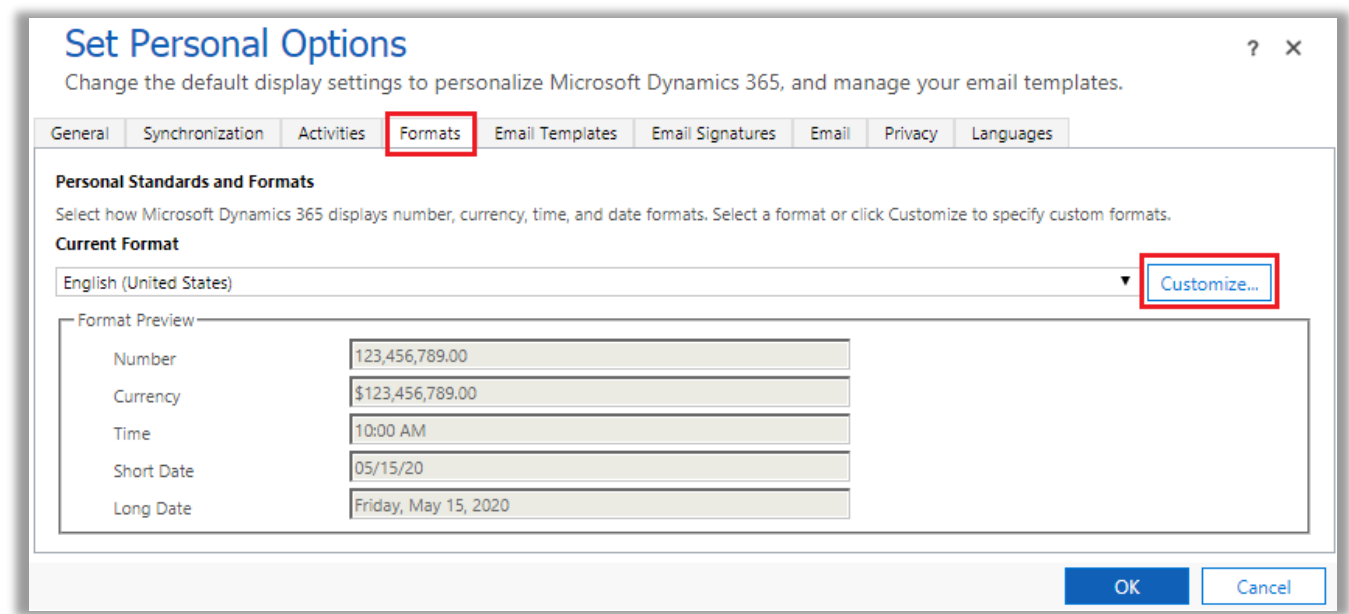 Set Personal Options
? ×
Change the default display settings to personalize Microsoft Dynamics 365, and manage your email templates.
General Synchronization Activities Formats Email Templates Email Signatures Email Privacy Languages
Personal Standards and Formats
Select how Microsoft Dynamics 365 displays number, currency, time, and date formats. Select a format or click Customize to specify custom formats.
Current Format
English (United States) ▼ Customize...
Format Preview
Number 123,456,789.00
Currency $123,456,789.00
Time 10:00 AM
Short Date 05/15/20
Long Date Friday, May 15, 2020
OK Cancel